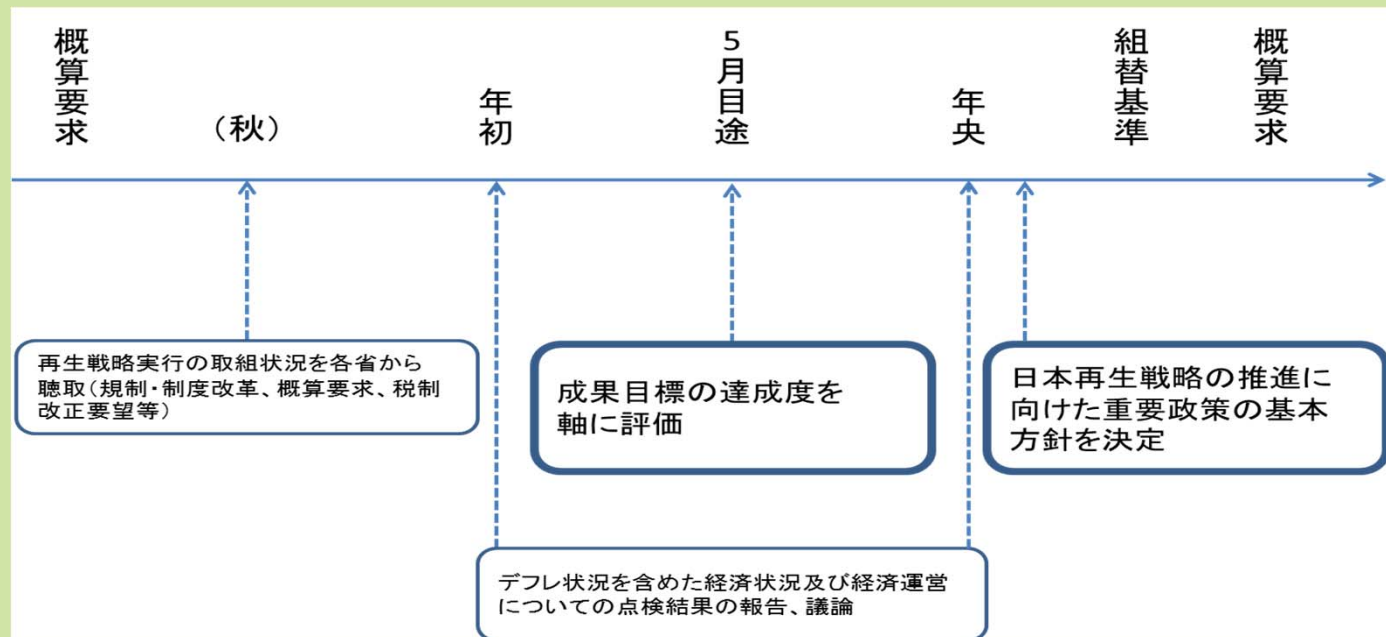 概算要求
（秋）
年初
5月目途
年央
組替基準
概算要求
再生戦略実行の取組状況を各省から
聴取（規制・制度改革、概算要求、税制
改正要望等）
成果目標の達成度を
軸に評価
日本再生戦略の推進に
向けた重要政策の基本
方針を決定
デフレ状況を含めた経済状況及び経済運営
についての点検結果の報告、議論